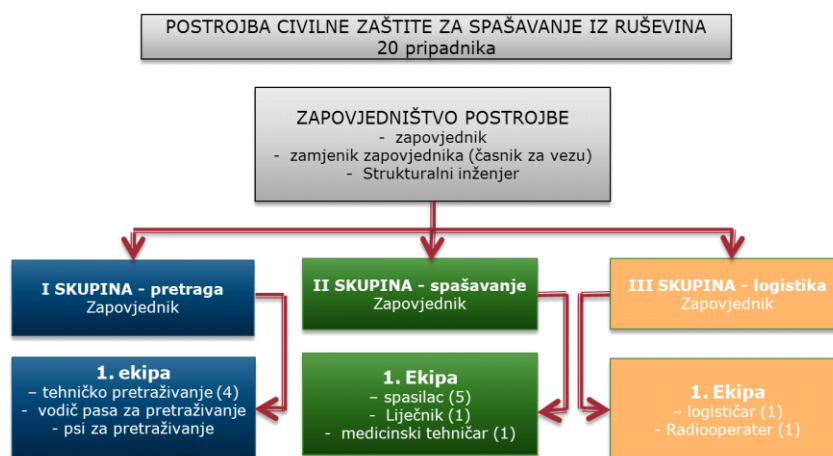 POSTROJBA CIVILNE ZAŠTITE ZA SPAŠAVANJE IZ RUŠEVINA
20 pripadnika
ZAPOVJEDNIŠTVO POSTROJBE
- zapovjednik
- zamjenik zapovjednika (časnik za vezu)
- Strukturalni inženjer
I SKUPINA - pretraga
Zapovjednik
II SKUPINA - spašavanje
Zapovjednik
III SKUPINA - logistika
Zapovjednik
1. ekipa
– tehničko pretraživanje (4)
- vodič pasa za pretraživanje
- psi za pretraživanje
1. Ekipa
– spasilac (5)
- Liječnik (1)
- medicinski tehničar (1)
1. Ekipa
– logističar (1)
- Radiooperater (1)